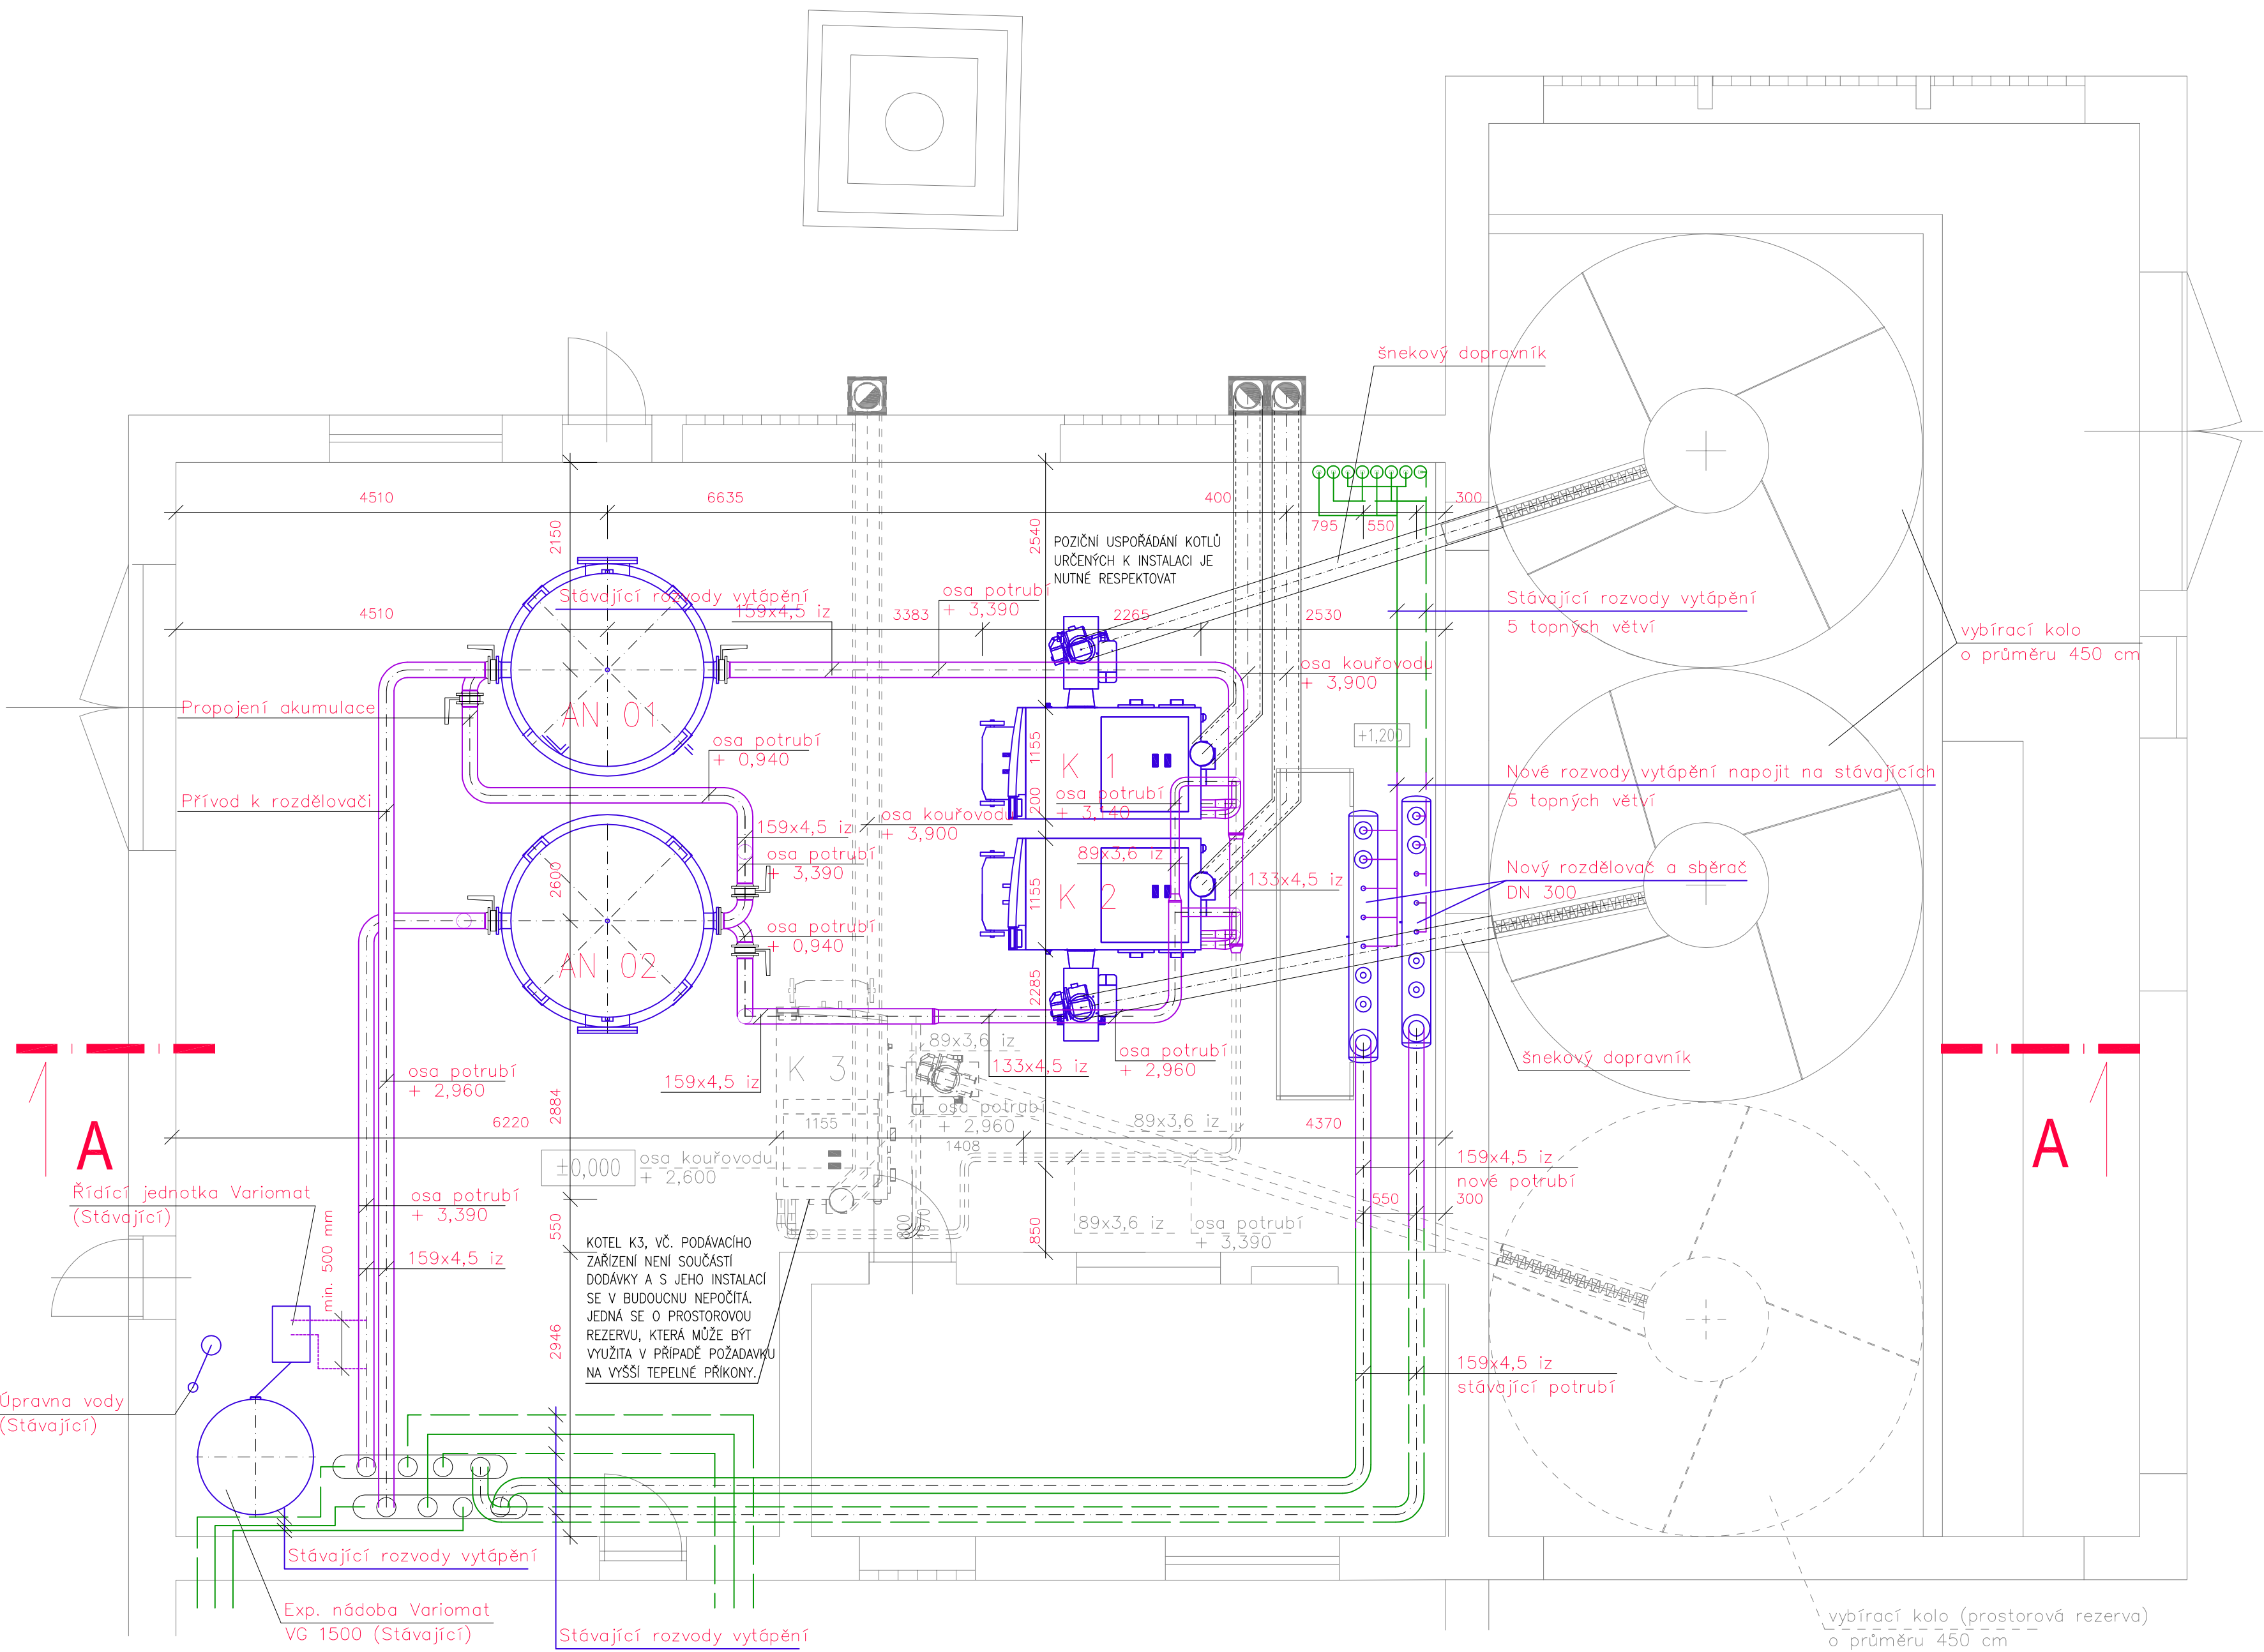 šnekový dopravník
4510
6635
400
300
795
550
2150
2540
POZIČNÍ USPOŘÁDÁNÍ KOTLŮ
URČENÝCH K INSTALACI JE
NUTNÉ RESPEKTOVAT
Stávající rozvody vytápění
159x4,5 iz
osa potrubí
+ 3,390
4510
3383
2265
2530
Stávající rozvody vytápění
5 topných větví
vybírací kolo
o průměru 450 cm
osa kouřovodu
+ 3,900
Propojení akumulace
AN 01
osa potrubí
+ 0,940
+1,200
1155
K 1
200
osa potrubí
+ 3,140
Nové rozvody vytápění napojit na stávajících
5 topných větví
Přívod k rozdělovači
osa kouřovodu
+ 3,900
159x4,5 iz
osa potrubí
+ 3,390
89x3,6 iz
133x4,5 iz
Nový rozdělovač a sběrač
DN 300
2600
1155
K 2
osa potrubí
+ 0,940
AN 02
2285
89x3,6 iz
133x4,5 iz
osa potrubí
+ 2,960
šnekový dopravník
K 3
159x4,5 iz
osa potrubí
+ 2,960
osa potrubí
+ 2,960
89x3,6 iz
1408
2884
6220
1155
4370
A
A
±0,000
osa kouřovodu
+ 2,600
159x4,5 iz
nové potrubí
Řídící jednotka Variomat
(Stávající)
osa potrubí
+ 3,390
550
300
550
850
89x3,6 iz
osa potrubí
+ 3,390
min. 500 mm
159x4,5 iz
KOTEL K3, VČ. PODÁVACÍHO
ZAŘÍZENÍ NENÍ SOUČÁSTÍ
DODÁVKY A S JEHO INSTALACÍ
SE V BUDOUCNU NEPOČÍTÁ.
JEDNÁ SE O PROSTOROVOU
REZERVU, KTERÁ MŮŽE BÝT
VYUŽITA V PŘÍPADĚ POŽADAVKU
NA VYŠŠÍ TEPELNÉ PŘÍKONY.
2946
159x4,5 iz
stávající potrubí
Úpravna vody
(Stávající)
Stávající rozvody vytápění
Exp. nádoba Variomat
VG 1500 (Stávající)
Stávající rozvody vytápění
vybírací kolo (prostorová rezerva)
o průměru 450 cm